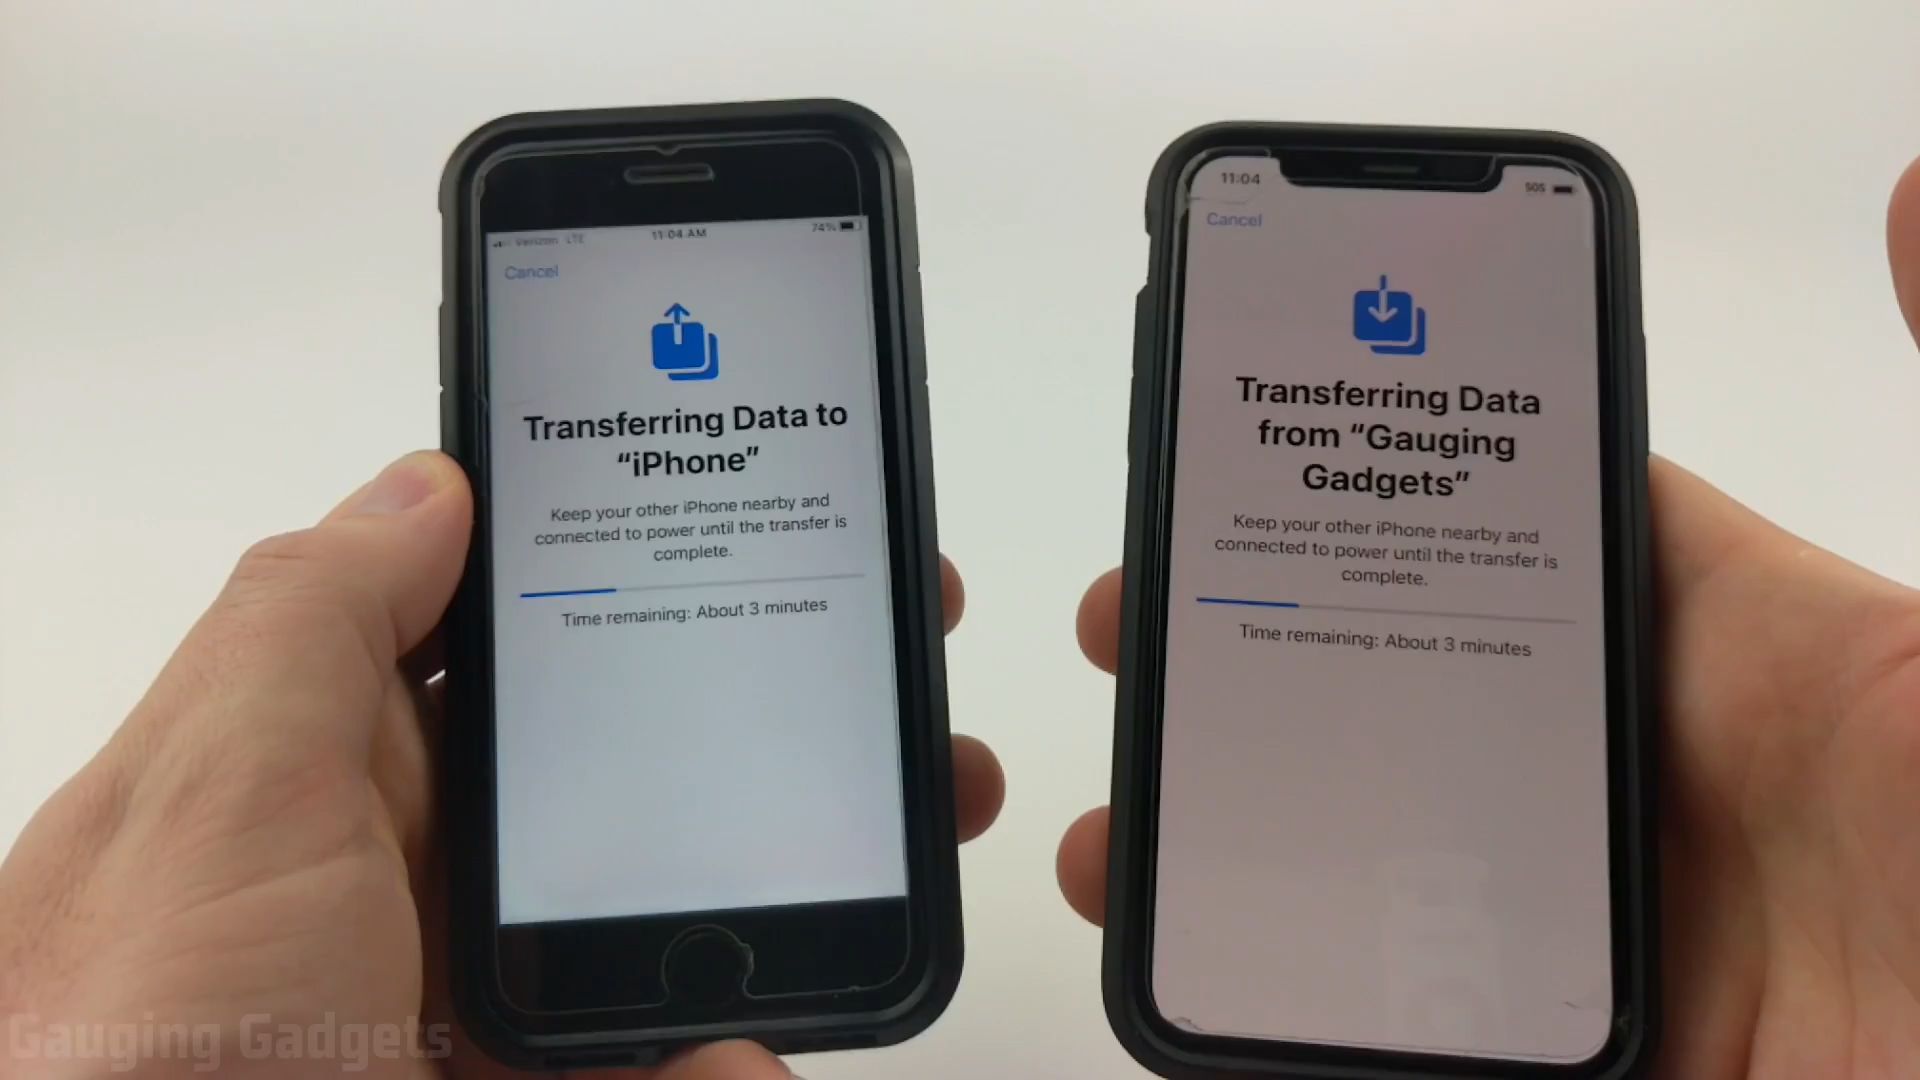 Verizon LTE 11:04 AM 74%
Cancel
Transferring Data to
“iPhone”
Keep your other iPhone nearby and
connected to power until the transfer is
complete.
Time remaining: About 3 minutes
11:04 SOS
Cancel
Transferring Data
from “Gauging
Gadgets”
Keep your other iPhone nearby and
connected to power until the transfer is
complete.
Time remaining: About 3 minutes
Gauging Gadgets